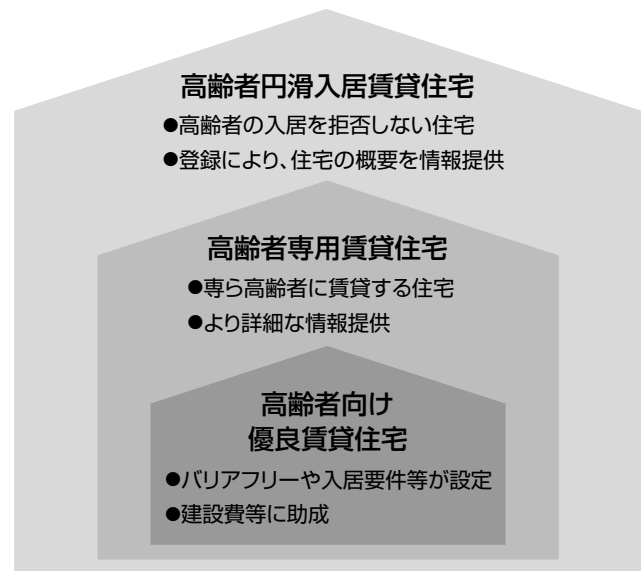 高齢者円滑入居賃貸住宅
●高齢者の入居を拒否しない住宅
●登録により、住宅の概要を情報提供
高齢者専用賃貸住宅
●専ら高齢者に賃貸する住宅
●より詳細な情報提供
高齢者向け
優良賃貸住宅
●バリアフリーや入居要件等が設定
●建設費等に助成